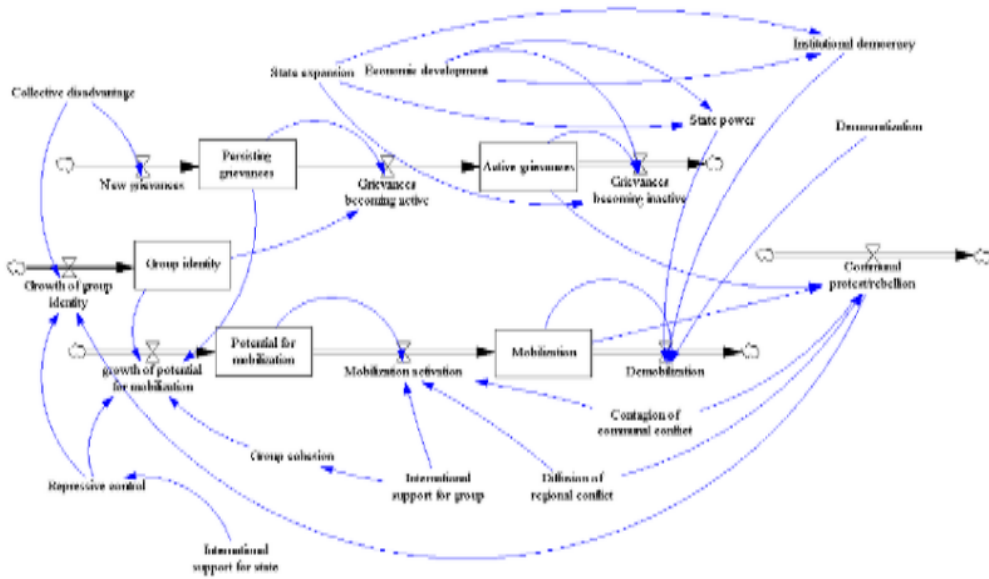 Institutional democracy
State expansion
Economic development
Collective disadvantage
State power
Democratization
Persisting
grievances
Active grievances
New grievances
Grievances
becoming active
Grievances
becoming inactive
Group identity
Communal
protest/rebellion
Growth of group
identity
Potential for
mobilization
Mobilization
growth of potential
for mobilization
Mobilization activation
Demobilization
Contagion of
communal conflict
Group cohesion
International
support for group
Diffusion of
regional conflict
Repressive control
International
support for state